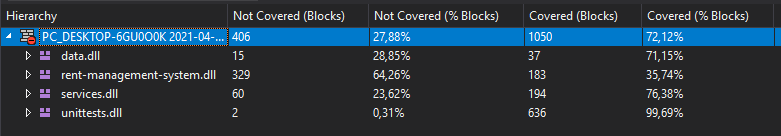 Hierarchy Not Covered (Blocks) Not Covered (% Blocks) Covered (Blocks) Covered (% Blocks)
PC_DESKTOP-6GU0O0K 2021-04-... 406 27,88% 1050 72,12%
data.dll 15 28,85% 37 71,15%
rent-management-system.dll 329 64,26% 183 35,74%
services.dll 60 23,62% 194 76,38%
unittests.dll 2 0,31% 636 99,69%